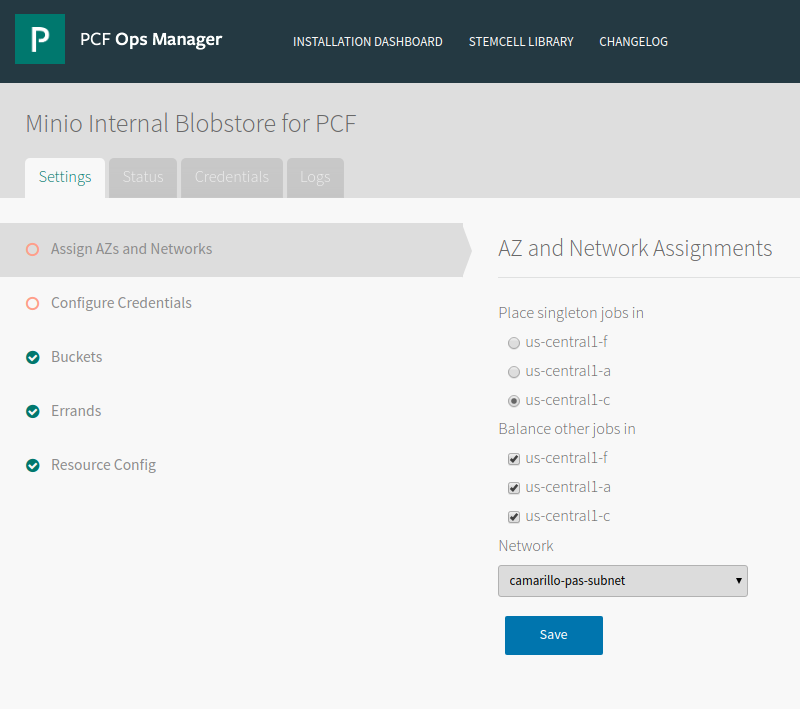 P PCF Ops Manager INSTALLATION DASHBOARD STEMCELL LIBRARY CHANGELOG
Minio Internal Blobstore for PCF
Settings Status Credentials Logs
Assign AZs and Networks
Configure Credentials
Buckets
Errands
Resource Config
AZ and Network Assignments
Place singleton jobs in
us-central1-f
us-central1-a
us-central1-c
Balance other jobs in
us-central1-f
us-central1-a
us-central1-c
Network
camarillo-pas-subnet
Save